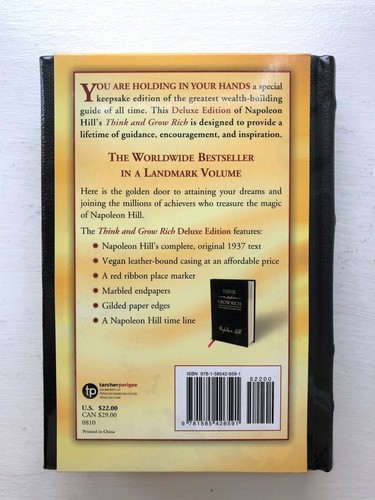 YOU ARE HOLDING IN YOUR HANDS a special
keepsake edition of the greatest wealth-building
guide of all time. This Deluxe Edition of Napoleon
Hill's Think and Grow Rich is designed to provide a
lifetime of guidance, encouragement, and inspiration.
THE WORLDWIDE BESTSELLER
IN A LANDMARK VOLUME
Here is the golden door to attaining your dreams and
joining the millions of achievers who treasure the magic
of Napoleon Hill.
The Think and Grow Rich Deluxe Edition features:
• Napoleon Hill's complete, original 1937 text
• Vegan leather-bound casing at an affordable price
• A red ribbon place marker
• Marbled endpapers
• Gilded paper edges
• A Napoleon Hill time line
THINK
and
GROW RICH
Napoleon Hill
tp
tarcherperigee
U.S. $22.00
CAN $29.00
0810
Printed in China
ISBN 978-1-58542-659-1
52200
9 781585 426591